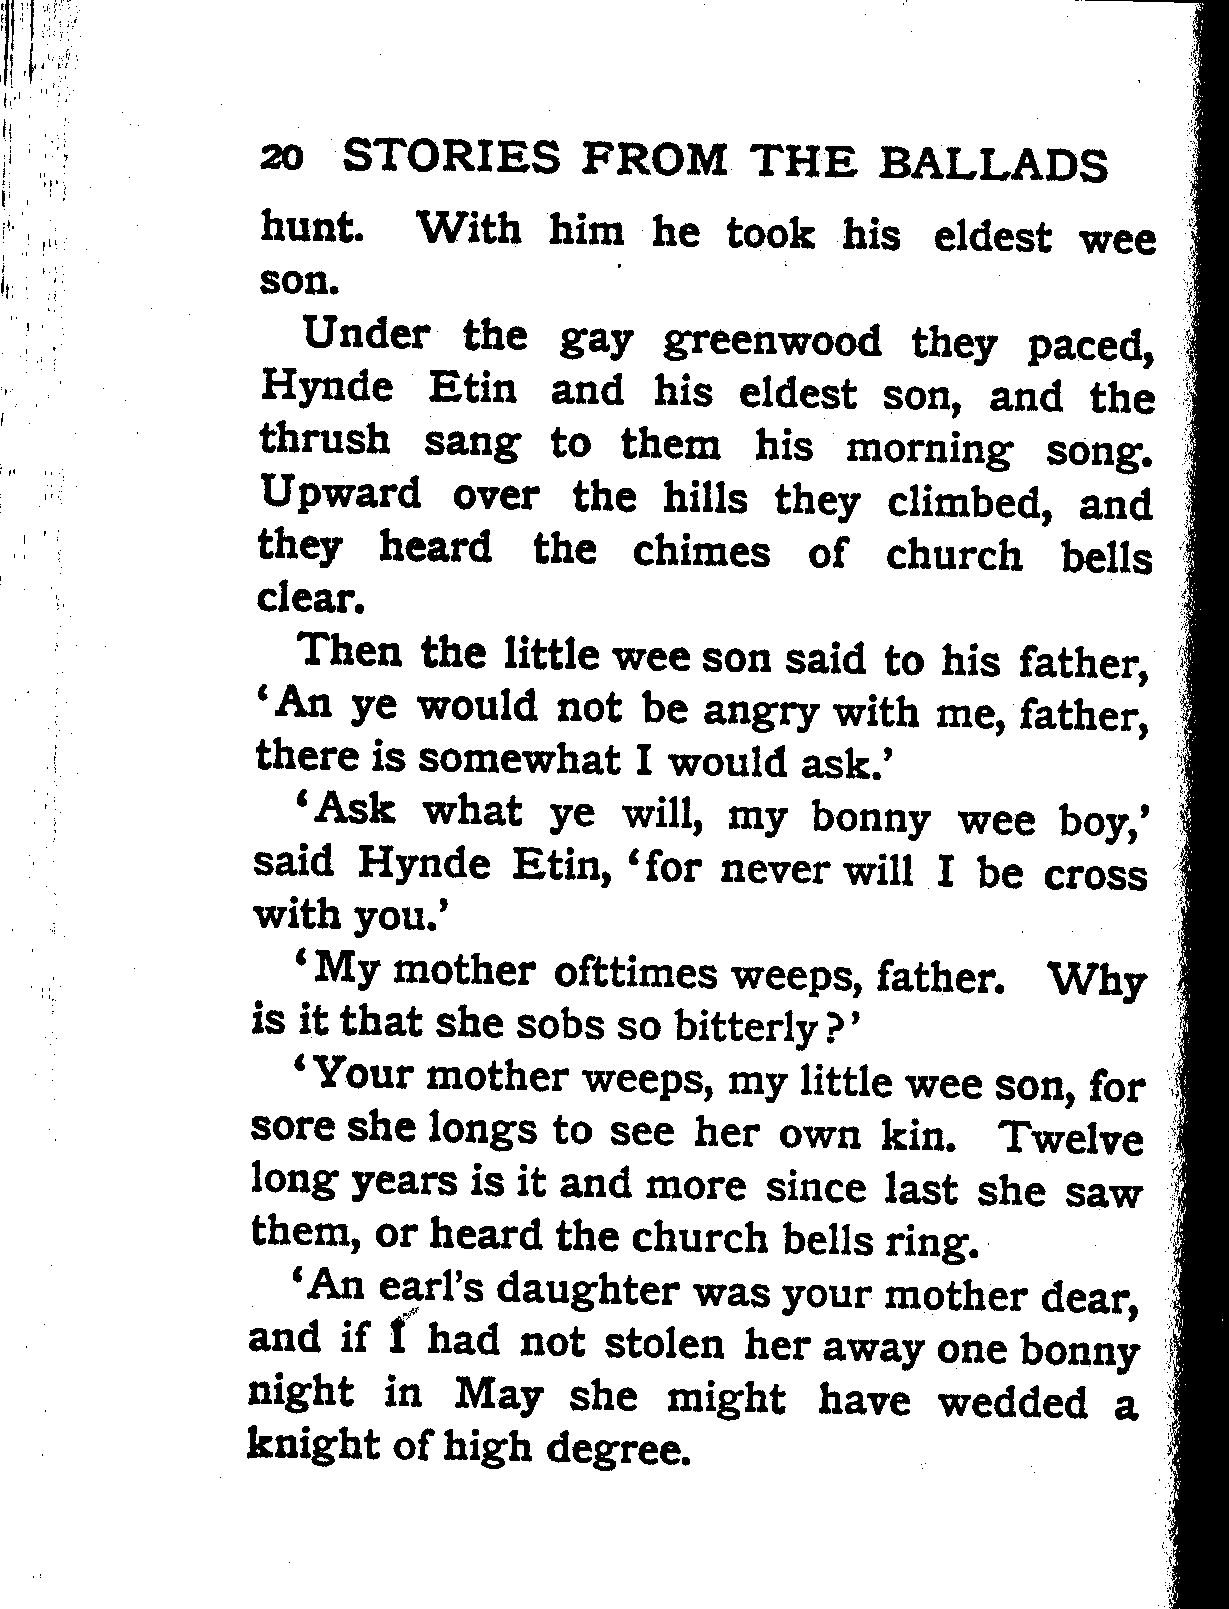 20 STORIES FROM THE BALLADS
hunt. With him he took his eldest wee
son.
Under the gay greenwood they paced,
Hynde Etin and his eldest son, and the
thrush sang to them his morning song.
Upward over the hills they climbed, and
they heard the chimes of church bells
clear.
Then the little wee son said to his father,
‘An ye would not be angry with me, father,
there is somewhat I would ask.’
‘Ask what ye will, my bonny wee boy,’
said Hynde Etin, ‘for never will I be cross
with you.’
‘My mother ofttimes weeps, father. Why
is it that she sobs so bitterly?’
‘Your mother weeps, my little wee son, for
sore she longs to see her own kin. Twelve
long years is it and more since last she saw
them, or heard the church bells ring.
‘An earl’s daughter was your mother dear,
and if I had not stolen her away one bonny
night in May she might have wedded a
knight of high degree.